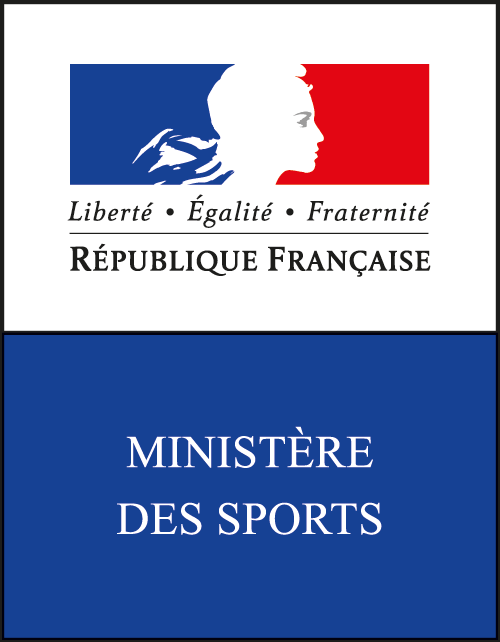 Liberté • Égalité • Fraternité
RÉPUBLIQUE FRANÇAISE
MINISTÈRE
DES SPORTS